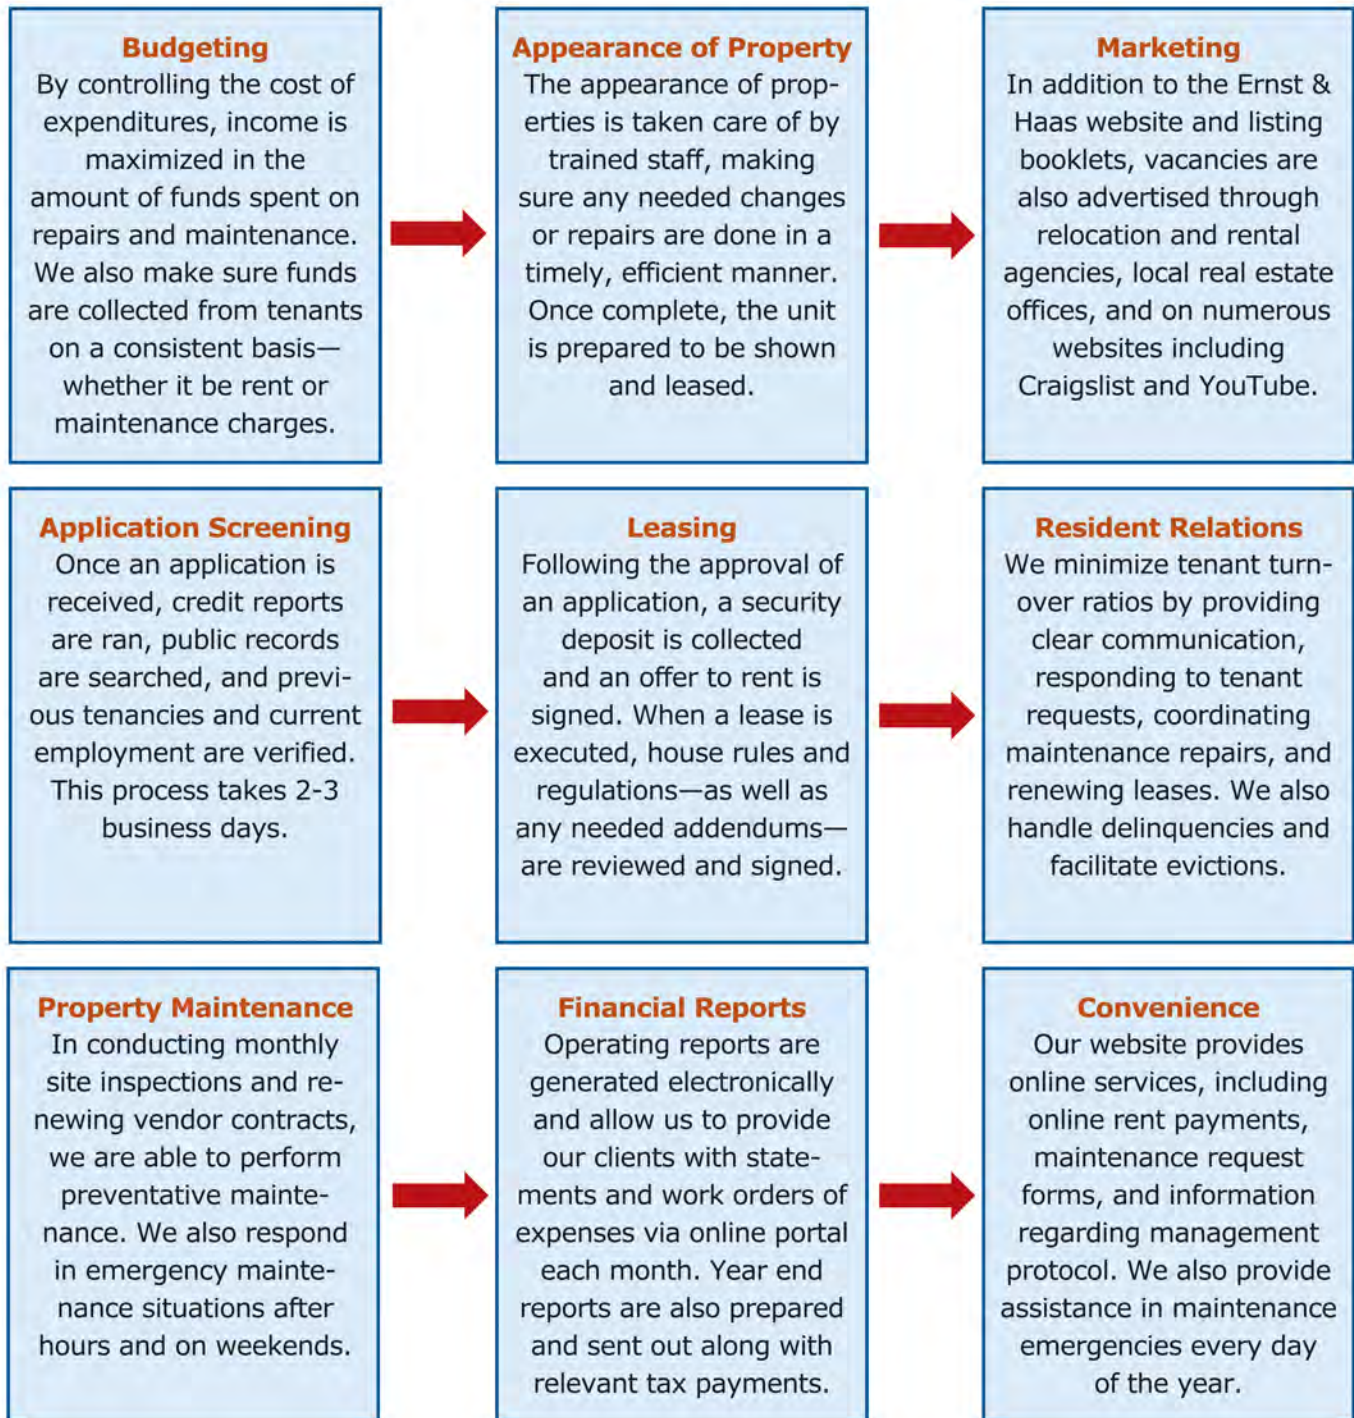 Budgeting
By controlling the cost of
expenditures, income is
maximized in the
amount of funds spent on
repairs and maintenance.
We also make sure funds
are collected from tenants
on a consistent basis—
whether it be rent or
maintenance charges.
Appearance of Property
The appearance of prop-
erties is taken care of by
trained staff, making
sure any needed changes
or repairs are done in a
timely, efficient manner.
Once complete, the unit
is prepared to be shown
and leased.
Marketing
In addition to the Ernst &
Haas website and listing
booklets, vacancies are
also advertised through
relocation and rental
agencies, local real estate
offices, and on numerous
websites including
Craigslist and YouTube.
Application Screening
Once an application is
received, credit reports
are ran, public records
are searched, and previ-
ous tenancies and current
employment are verified.
This process takes 2-3
business days.
Leasing
Following the approval of
an application, a security
deposit is collected
and an offer to rent is
signed. When a lease is
executed, house rules and
regulations—as well as
any needed addendums—
are reviewed and signed.
Resident Relations
We minimize tenant turn-
over ratios by providing
clear communication,
responding to tenant
requests, coordinating
maintenance repairs, and
renewing leases. We also
handle delinquencies and
facilitate evictions.
Property Maintenance
In conducting monthly
site inspections and re-
newing vendor contracts,
we are able to perform
preventative mainte-
nance. We also respond
in emergency mainte-
nance situations after
hours and on weekends.
Financial Reports
Operating reports are
generated electronically
and allow us to provide
our clients with state-
ments and work orders of
expenses via online portal
each month. Year end
reports are also prepared
and sent out along with
relevant tax payments.
Convenience
Our website provides
online services, including
online rent payments,
maintenance request
forms, and information
regarding management
protocol. We also provide
assistance in maintenance
emergencies every day
of the year.